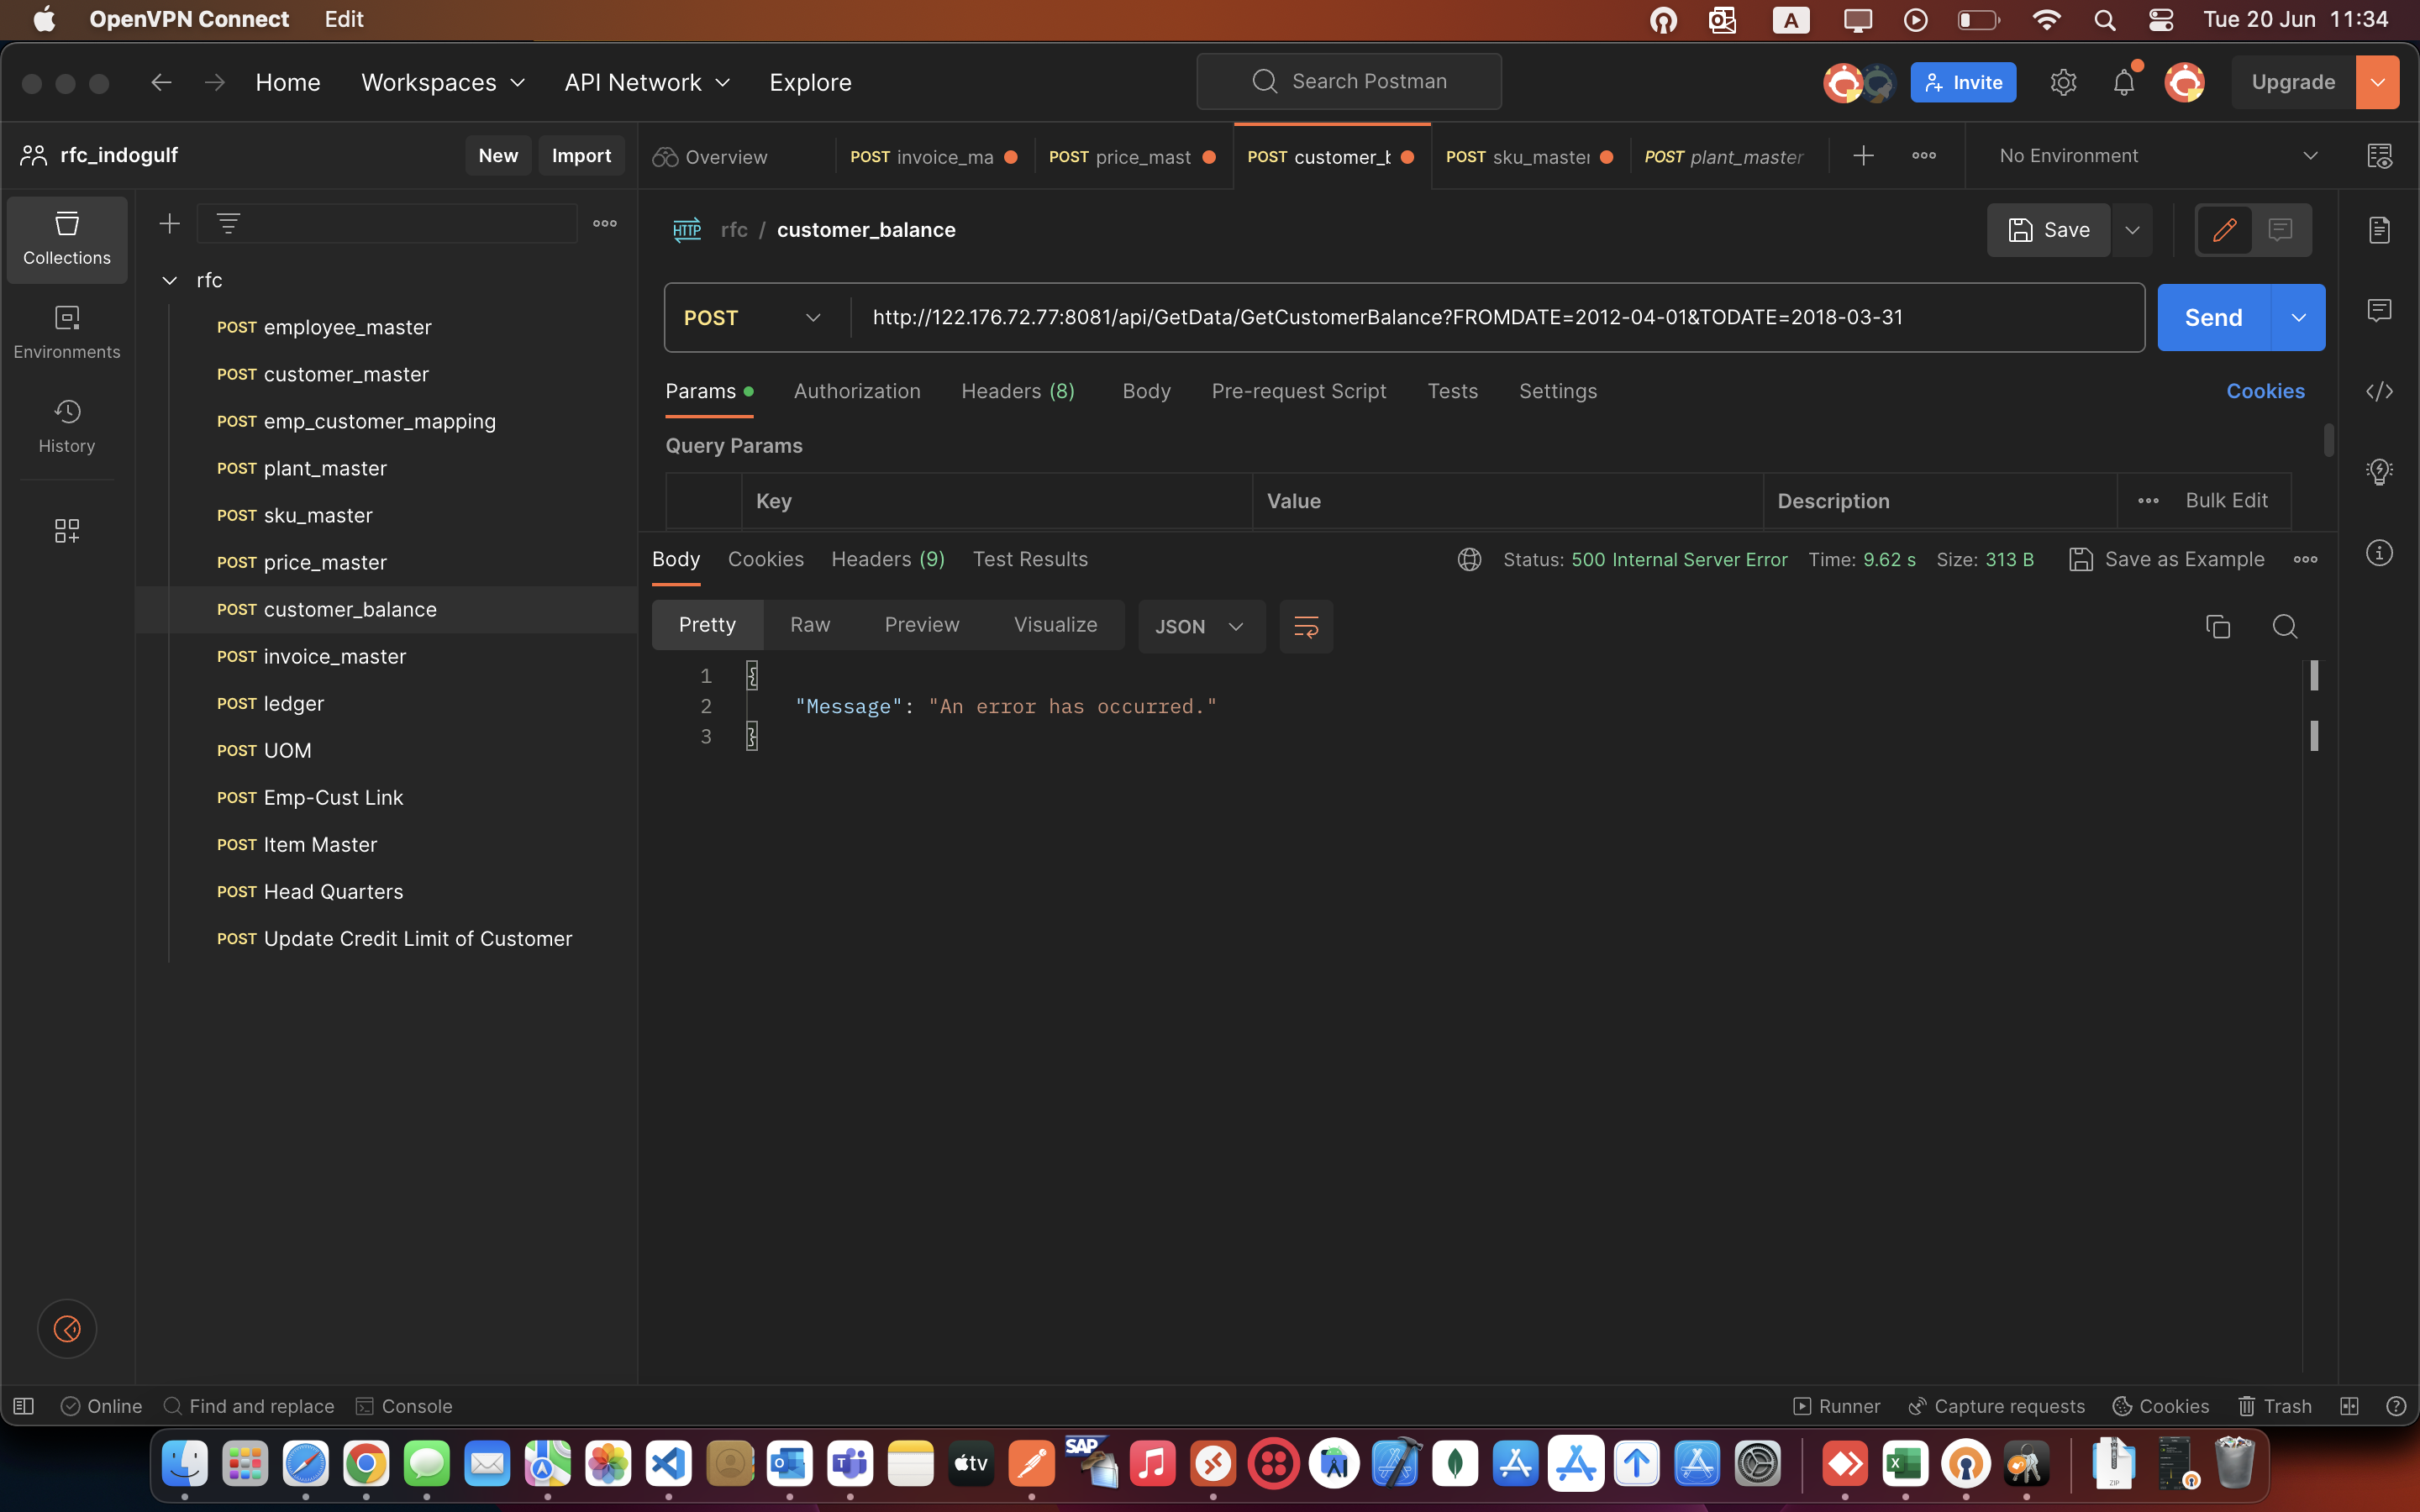 OpenVPN Connect Edit A Tue 20 Jun 11:34
Home Workspaces API Network Explore Search Postman Invite Upgrade
rfc_indogulf New Import Overview POST invoice_ma POST price_mast POST customer_b POST sku_master POST plant_master No Environment
Collections
Environments
History
rfc
POST employee_master
POST customer_master
POST emp_customer_mapping
POST plant_master
POST sku_master
POST price_master
POST customer_balance
POST invoice_master
POST ledger
POST UOM
POST Emp-Cust Link
POST Item Master
POST Head Quarters
POST Update Credit Limit of Customer
HTTP rfc / customer_balance Save
POST http://122.176.72.77:8081/api/GetData/GetCustomerBalance?FROMDATE=2012-04-01&TODATE=2018-03-31 Send
Params Authorization Headers (8) Body Pre-request Script Tests Settings Cookies
Query Params
Key Value Description Bulk Edit
Body Cookies Headers (9) Test Results Status: 500 Internal Server Error Time: 9.62 s Size: 313 B Save as Example
Pretty Raw Preview Visualize JSON
1 {
2 "Message": "An error has occurred."
3 }
Online Find and replace Console Runner Capture requests Cookies Trash
tv SAP ZIP